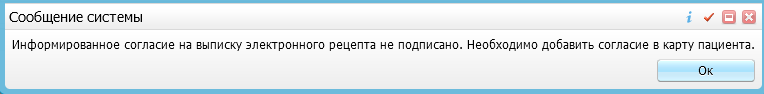 Сообщение системы
Информированное согласие на выписку электронного рецепта не подписано. Необходимо добавить согласие в карту пациента.
Ок